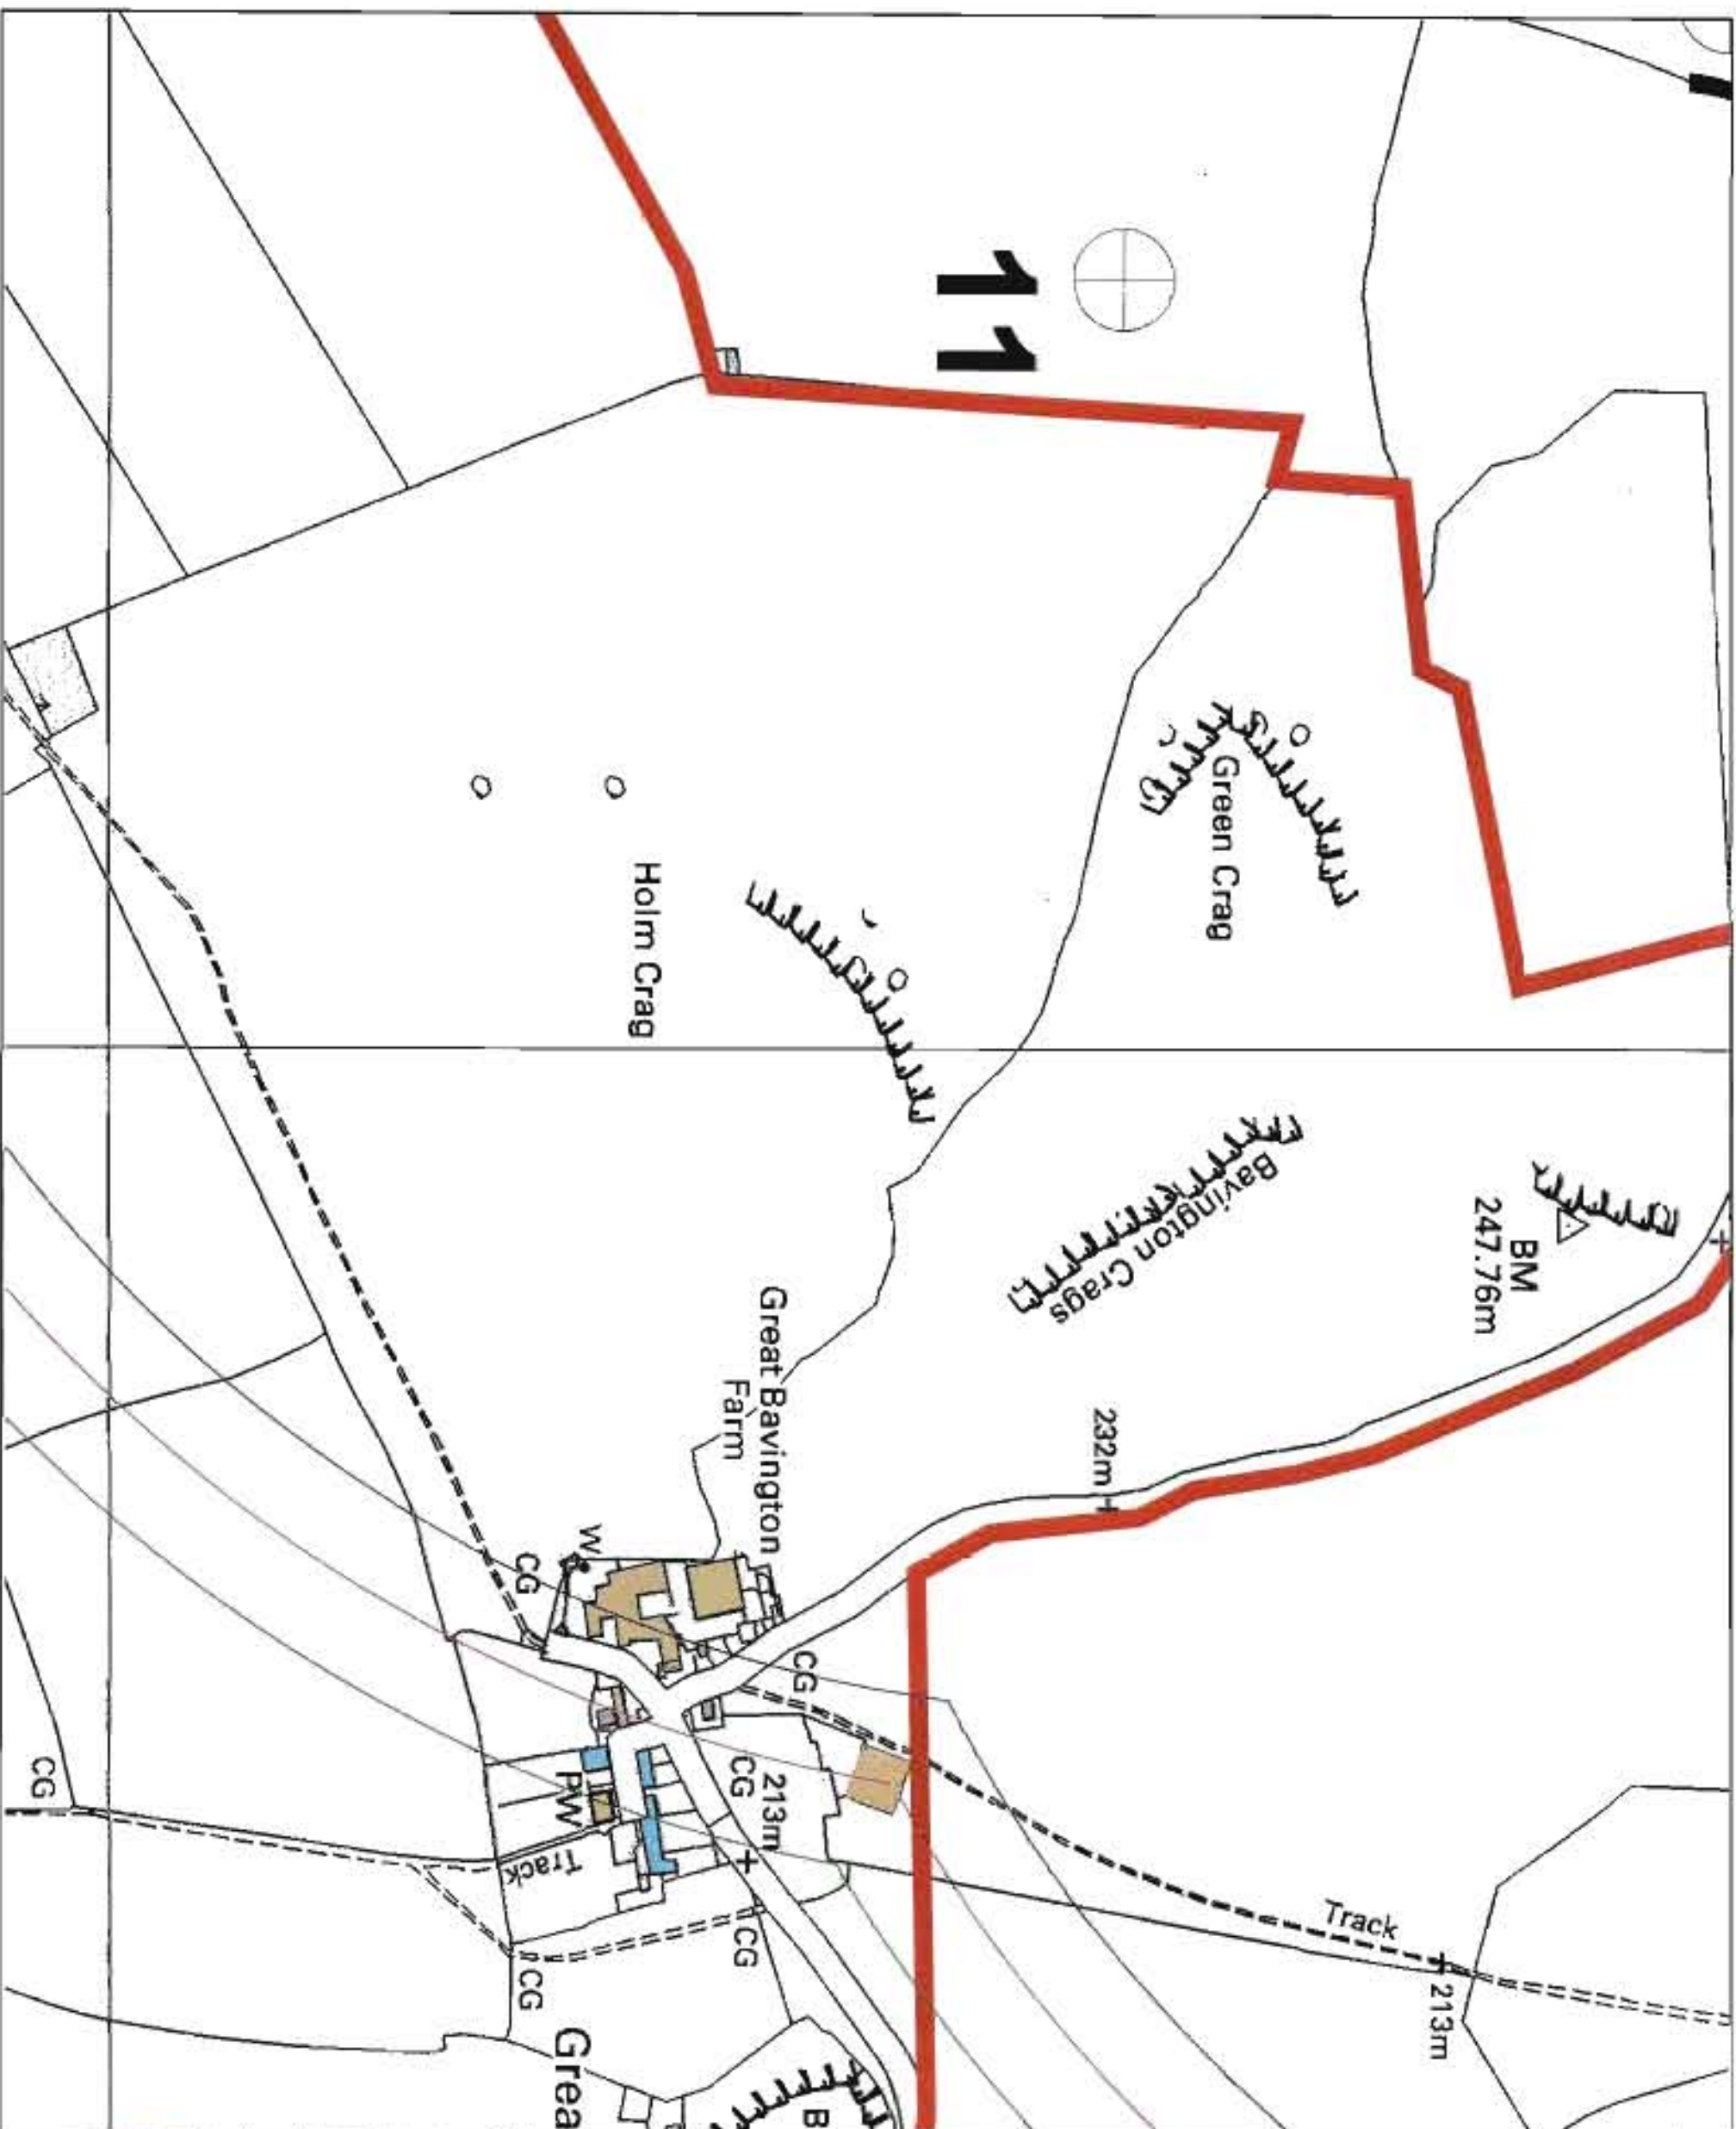 11
Green Crag
Holm Crag
Bavington Crags
BM
247.76m
Great Bavington
Farm
232m
W
CG
CG
213m
CG
PW
Track
CG
CG
CG
Track
213m
Grea
B